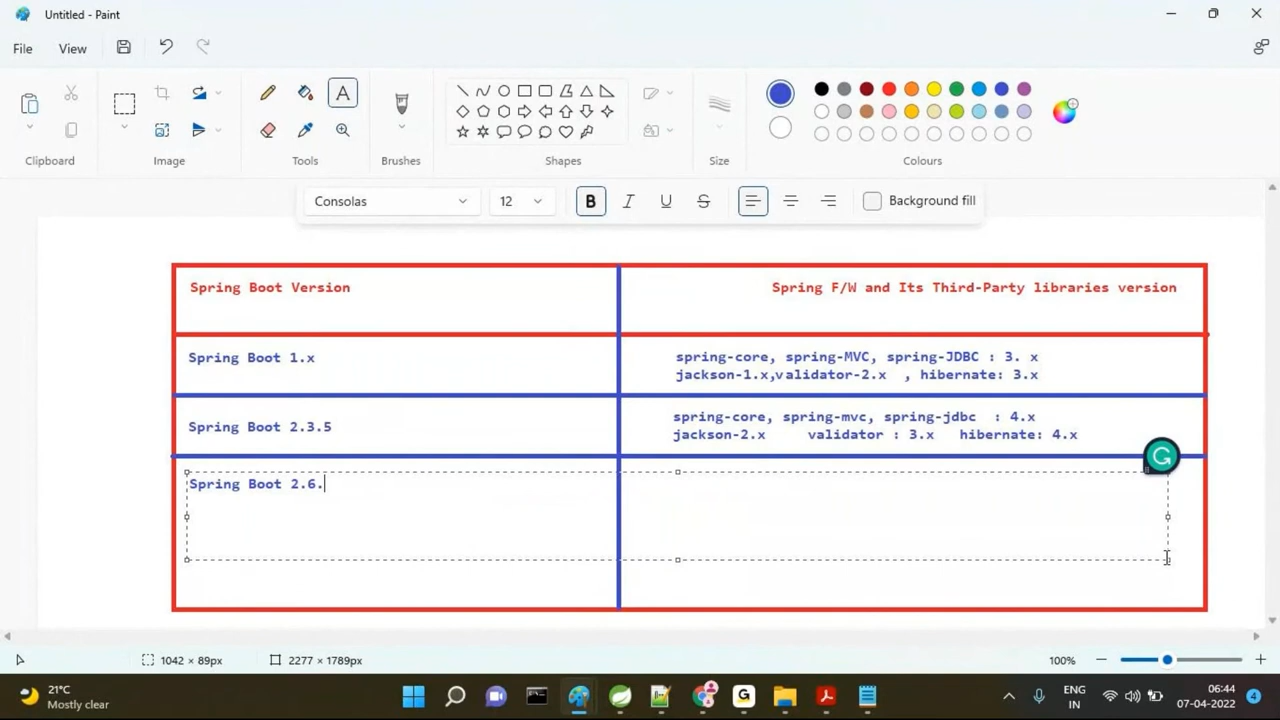 Untitled - Paint
File View
Clipboard Image Tools Brushes Shapes Size Colours
Consolas 12 B I U S Background fill
Spring Boot Version Spring F/W and Its Third-Party libraries version
Spring Boot 1.x spring-core, spring-MVC, spring-JDBC : 3. x
jackson-1.x,validator-2.x , hibernate: 3.x
Spring Boot 2.3.5 spring-core, spring-mvc, spring-jdbc : 4.x
jackson-2.x validator : 3.x hibernate: 4.x
Spring Boot 2.6.
1042 × 89px 2277 × 1789px 100%
21°C
Mostly clear
ENG
IN
06:44
07-04-2022
4